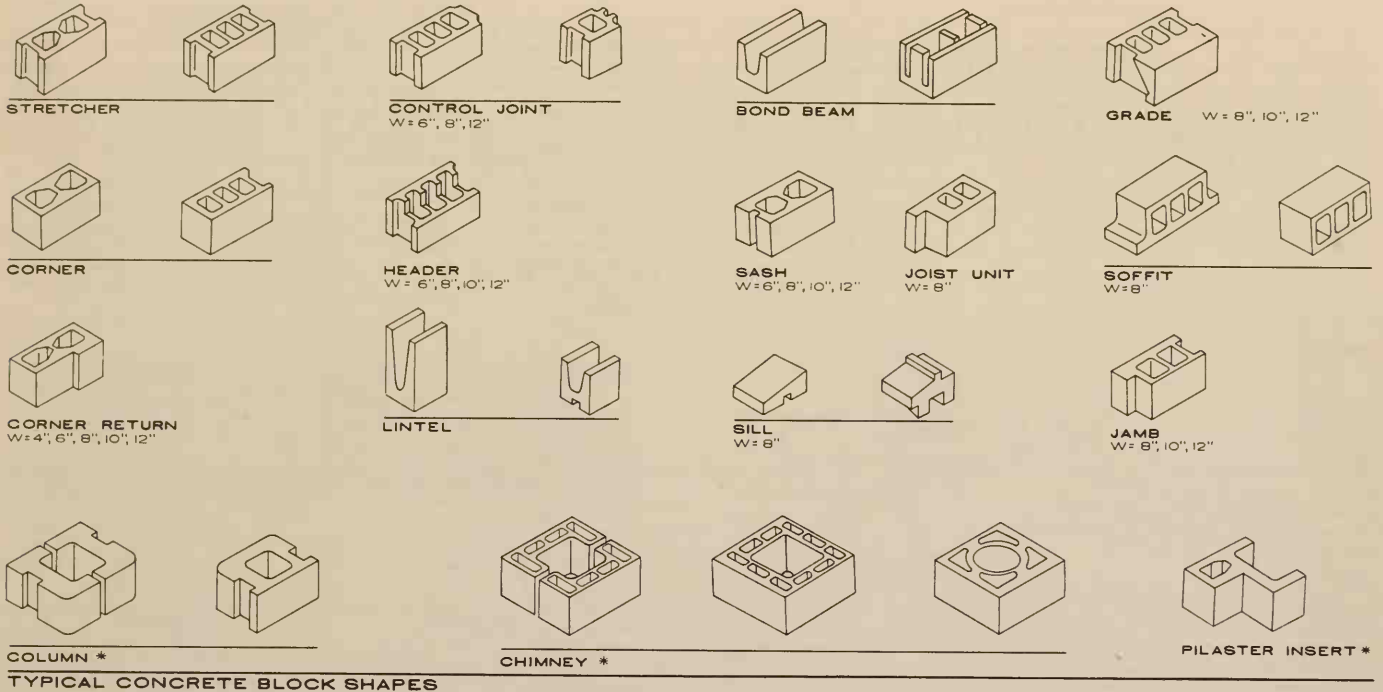 STRETCHER
CONTROL JOINT
W= 6", 8", 12"
BOND BEAM
GRADE W= 8", 10", 12"
CORNER
HEADER
W= 6", 8", 10", 12"
SASH
W=6", 8", 10", 12"
JOIST UNIT
W=8"
SOFFIT
W=8"
CORNER RETURN
W=4", 6", 8", 10", 12"
LINTEL
SILL
W=8"
JAMB
W= 8", 10", 12"
COLUMN *
CHIMNEY *
PILASTER INSERT *
TYPICAL CONCRETE BLOCK SHAPES